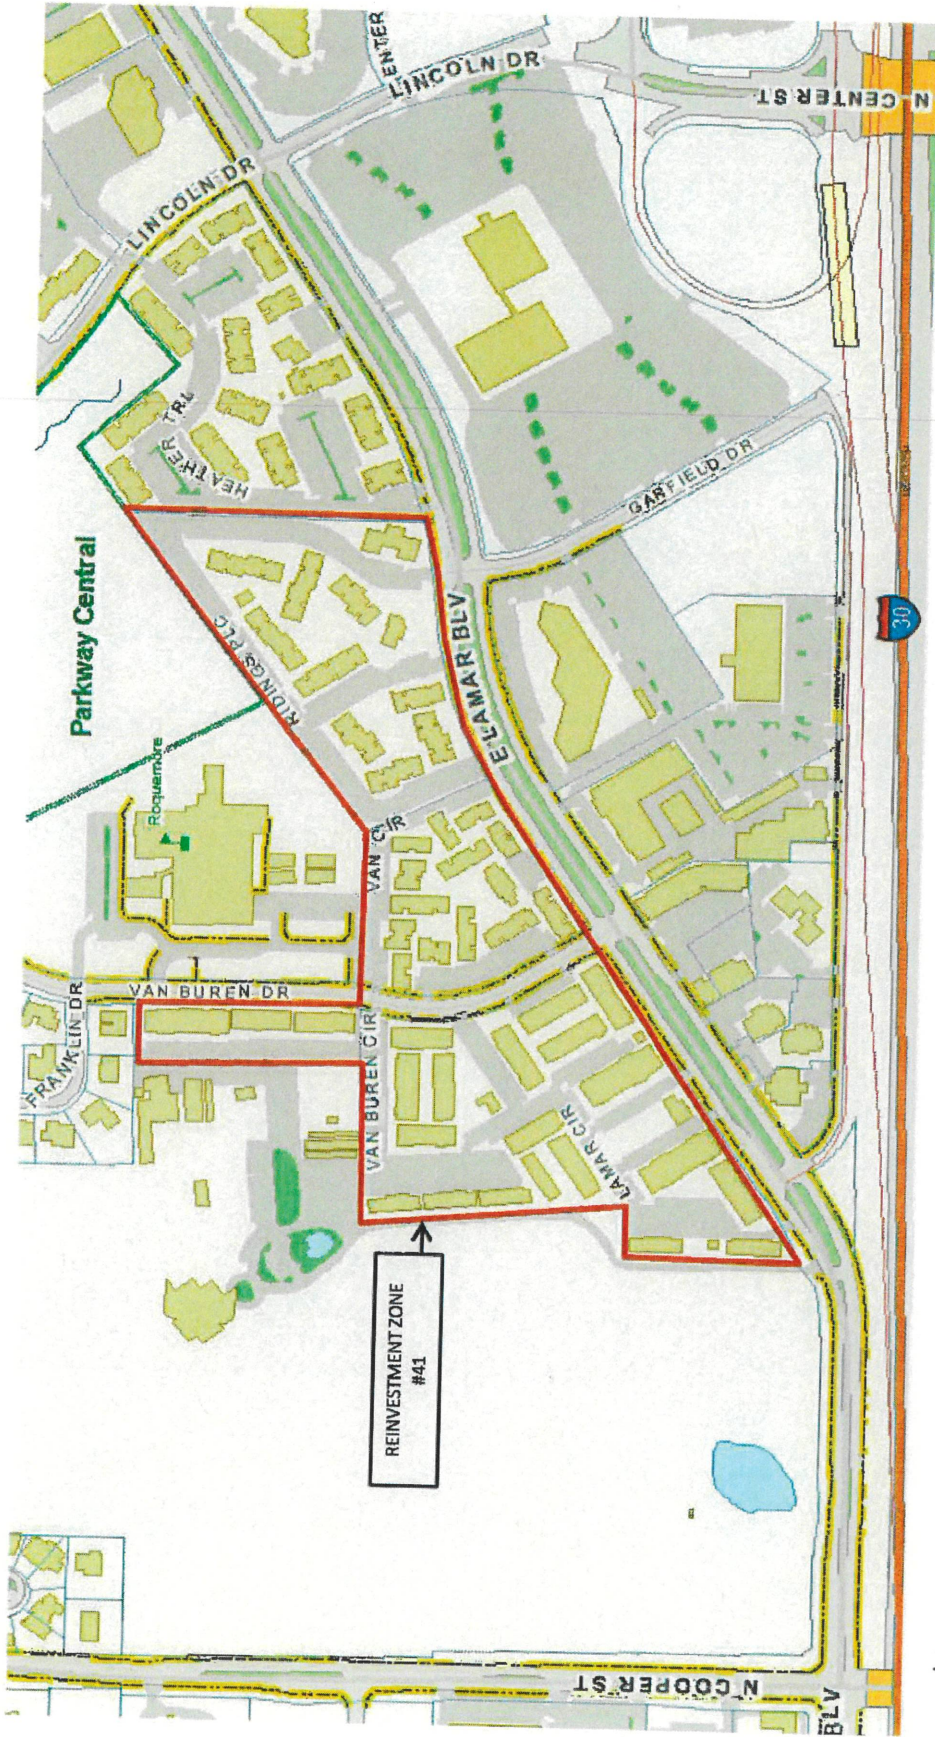 Parkway Central
LINCOLN DR
ENTER
LINCOLN DR
N CENTER ST
HEATHER TRL
GARFIELD DR
RIDINGS PLC
E LAMAR BLV
30
Roquemore
VAN CIR
VAN BUREN DR
FRANKLIN DR
VAN BUREN CIR
LAMAR CIR
REINVESTMENT ZONE
#41
N COOPER ST
BLV